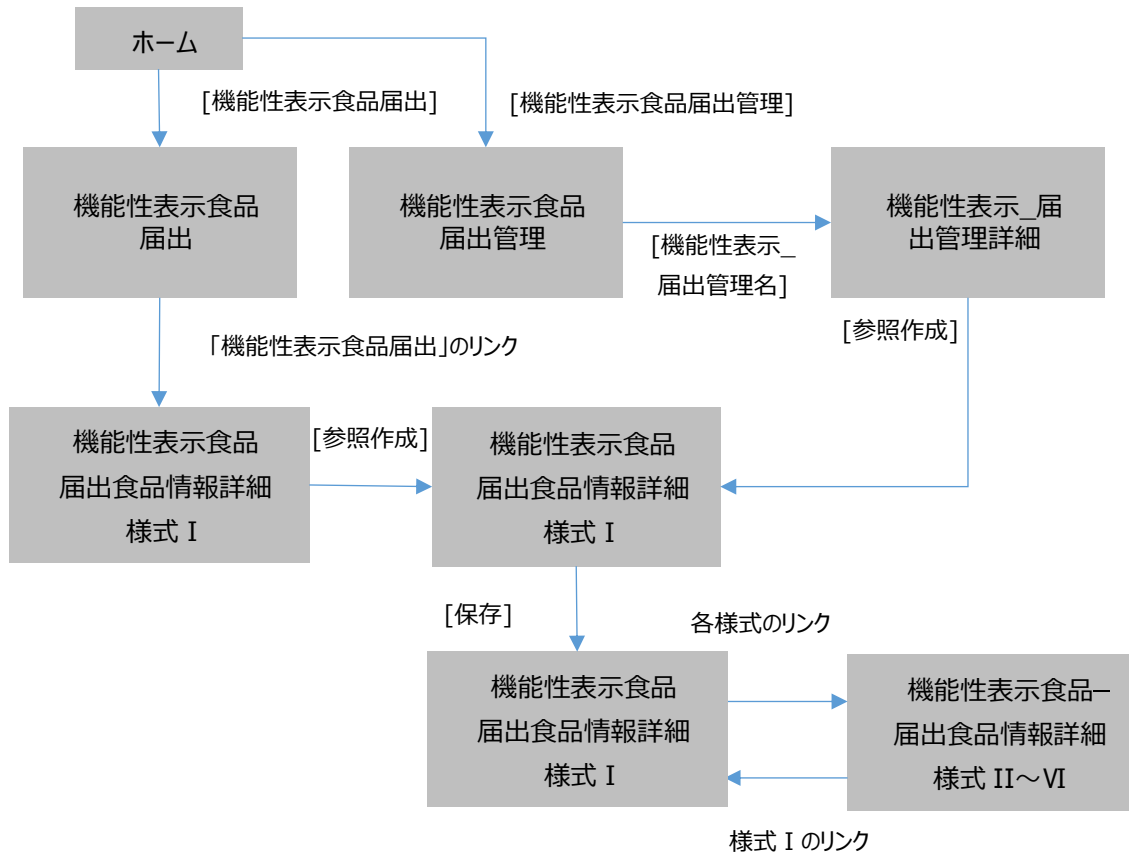 ホーム
[機能性表示食品届出]
[機能性表示食品届出管理]
機能性表示食品
届出
機能性表示食品
届出管理
[機能性表示_
届出管理名]
機能性表示_届
出管理詳細
「機能性表示食品届出」のリンク
[参照作成]
機能性表示食品
届出食品情報詳細
様式 I
[参照作成]
機能性表示食品
届出食品情報詳細
様式 I
[保存]
各様式のリンク
機能性表示食品
届出食品情報詳細
様式 I
機能性表示食品―
届出食品情報詳細
様式 II～VI
様式 I のリンク